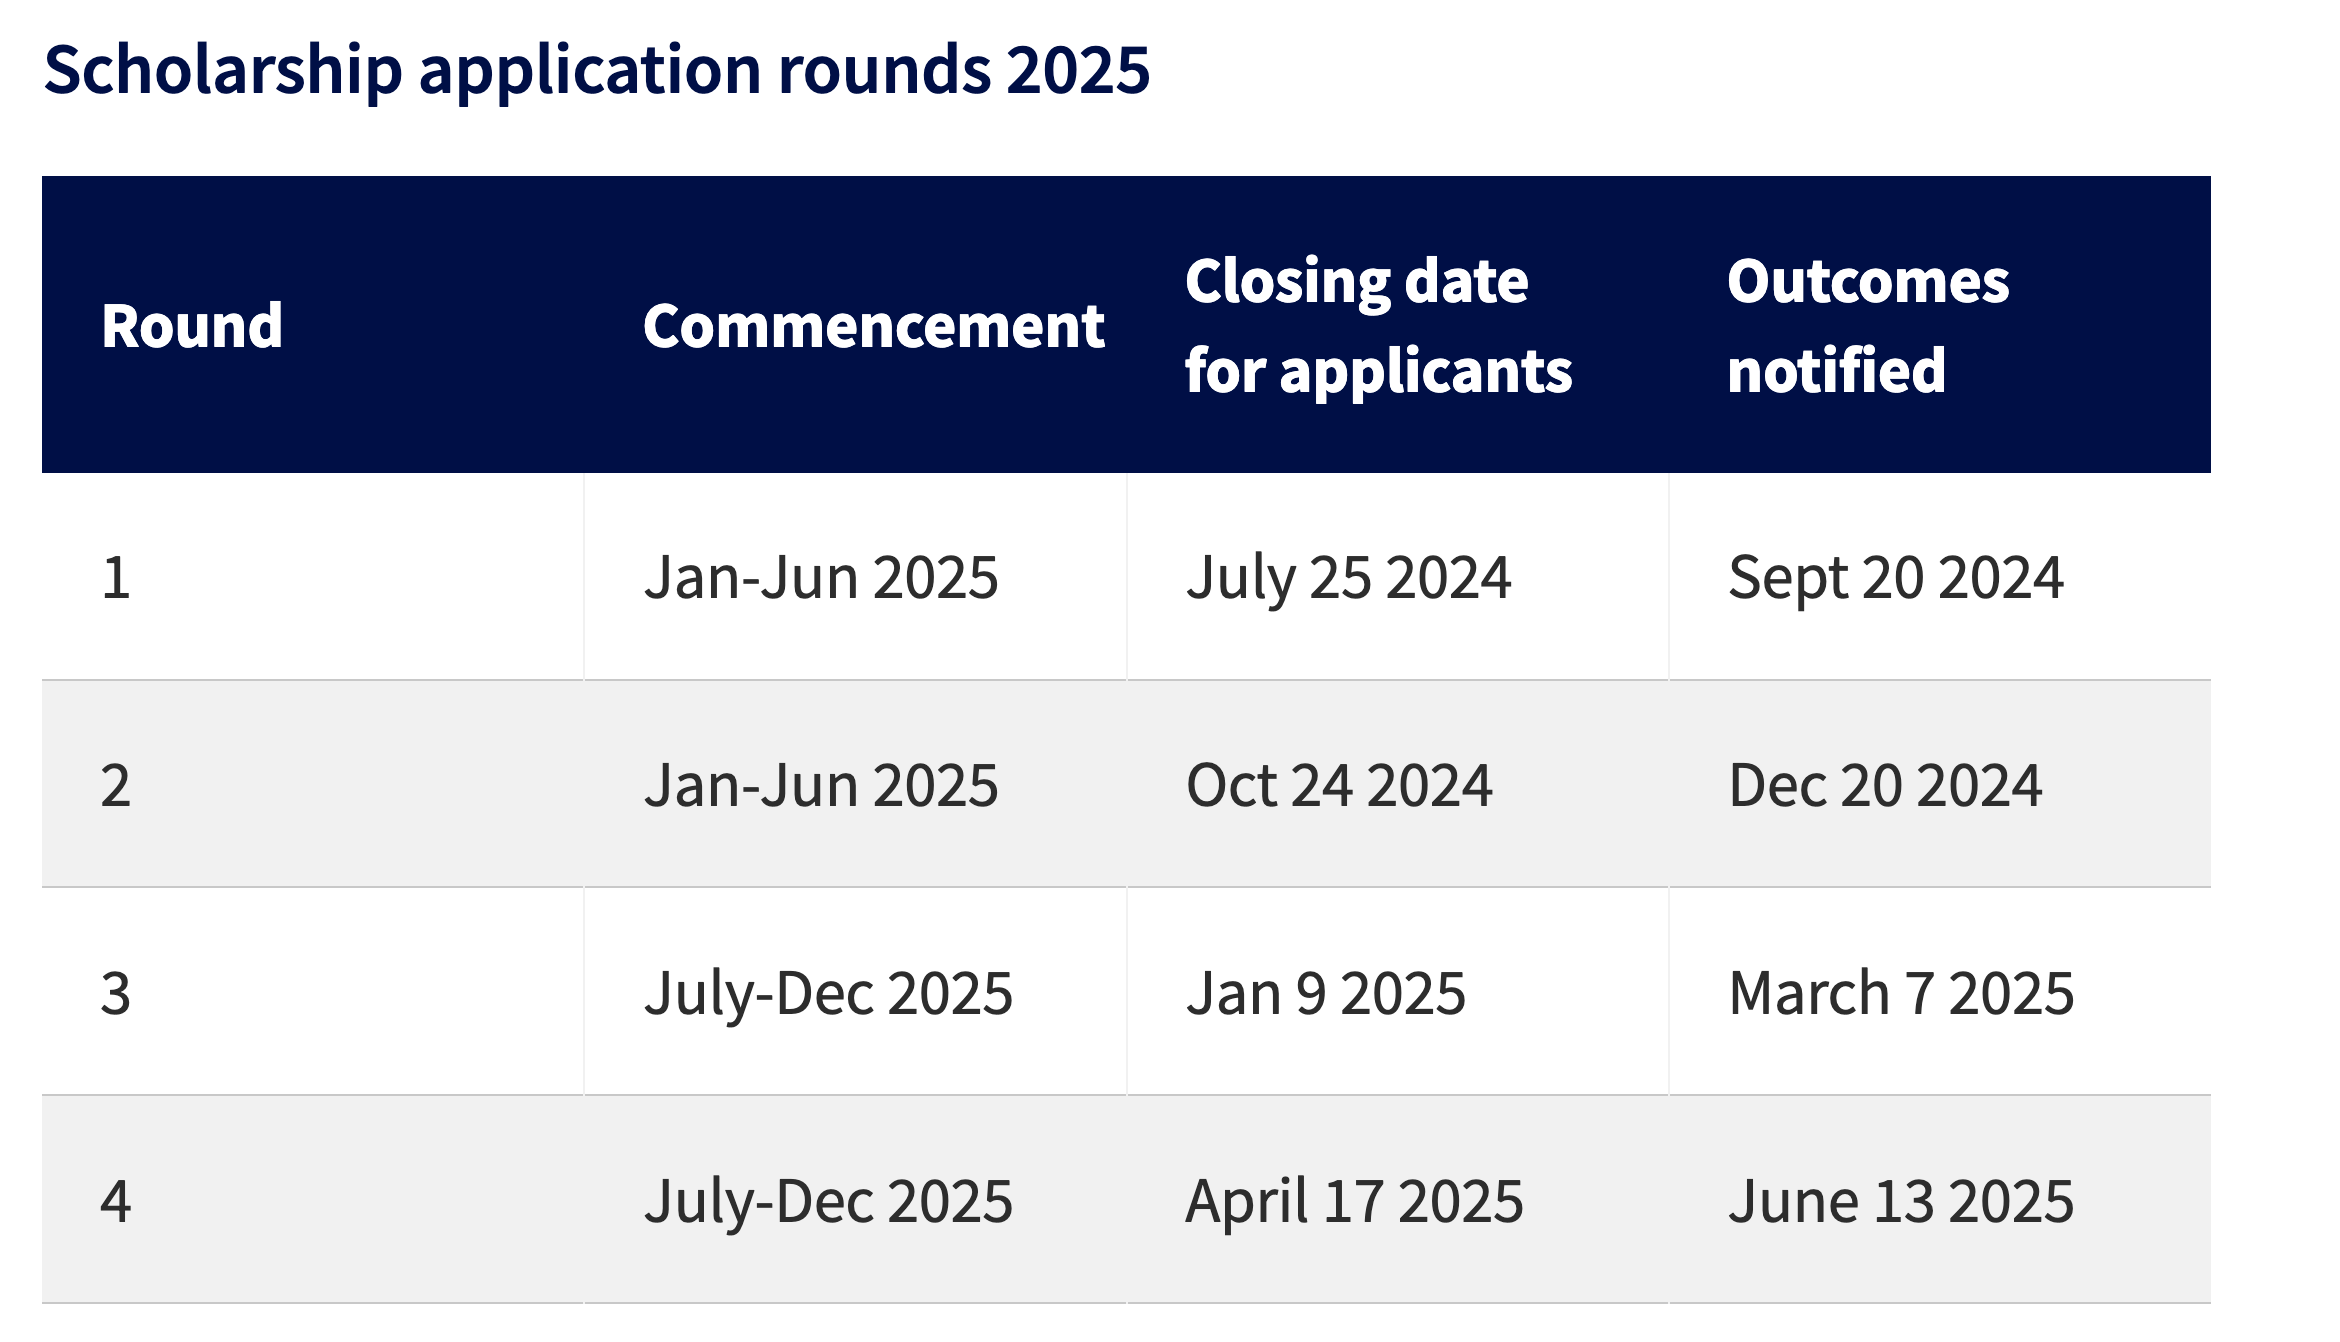 Scholarship application rounds 2025
Round Commencement Closing date for applicants Outcomes notified
1 Jan-Jun 2025 July 25 2024 Sept 20 2024
2 Jan-Jun 2025 Oct 24 2024 Dec 20 2024
3 July-Dec 2025 Jan 9 2025 March 7 2025
4 July-Dec 2025 April 17 2025 June 13 2025